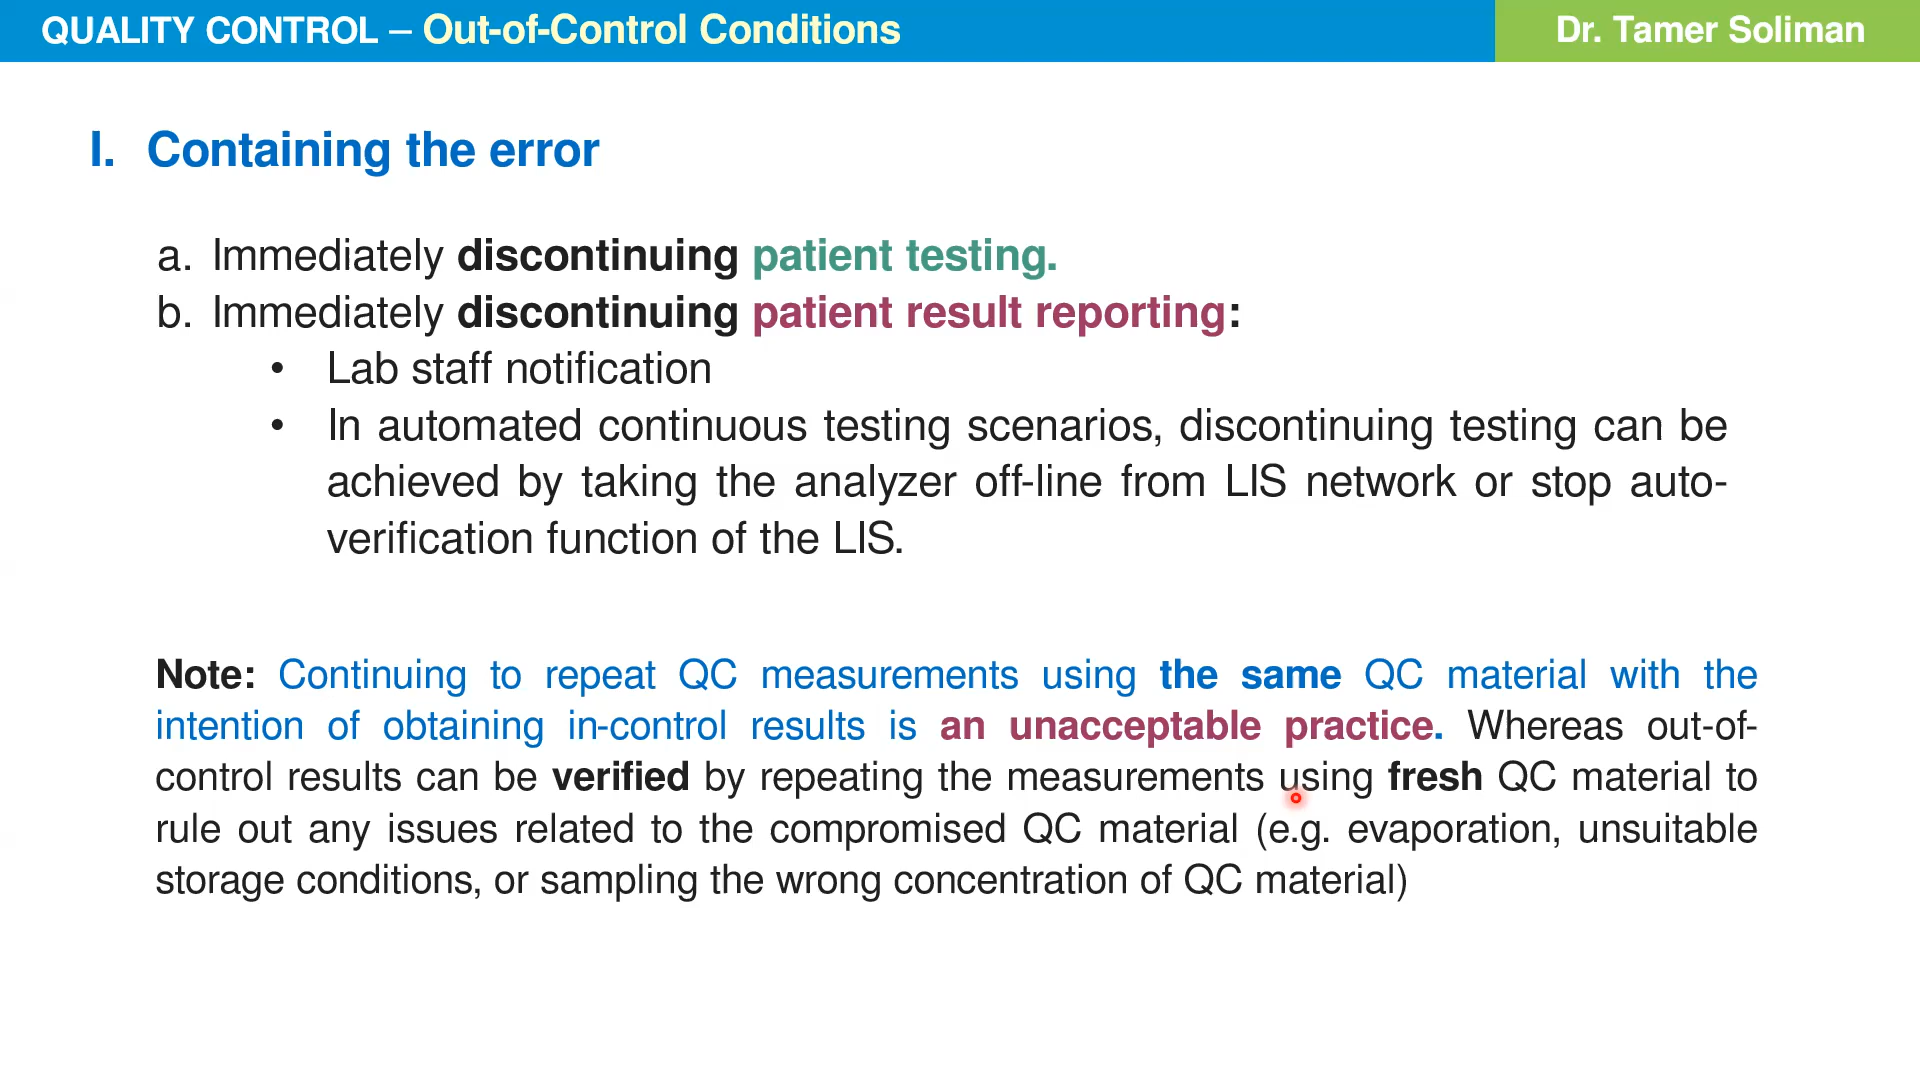 QUALITY CONTROL – Out-of-Control Conditions
Dr. Tamer Soliman
I. Containing the error
a. Immediately discontinuing patient testing.
b. Immediately discontinuing patient result reporting:
• Lab staff notification
• In automated continuous testing scenarios, discontinuing testing can be
achieved by taking the analyzer off-line from LIS network or stop auto-
verification function of the LIS.
Note: Continuing to repeat QC measurements using the same QC material with the
intention of obtaining in-control results is an unacceptable practice. Whereas out-of-
control results can be verified by repeating the measurements using fresh QC material to
rule out any issues related to the compromised QC material (e.g. evaporation, unsuitable
storage conditions, or sampling the wrong concentration of QC material)